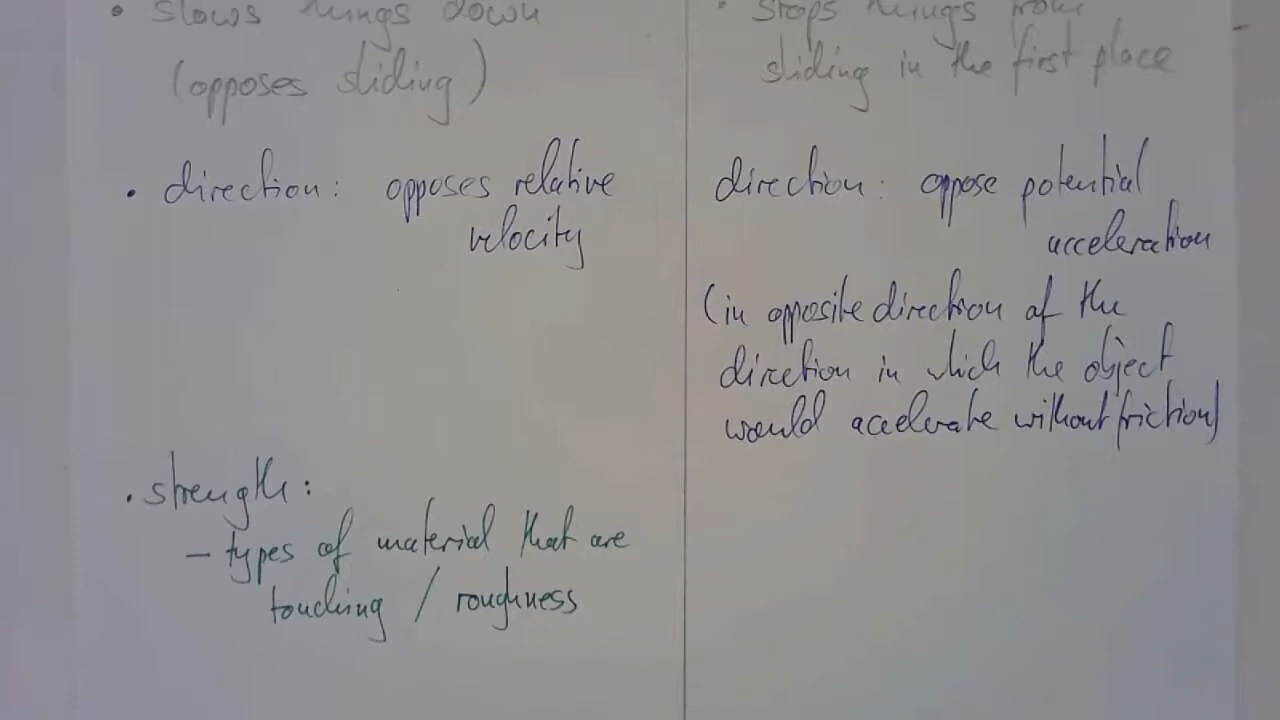 • slows things down
(opposes sliding)
• direction: opposes relative
velocity
• strength:
– types of material that are
touching / roughness
• stops things from
sliding in the first place
direction: oppose potential
acceleration
(in opposite direction of the
direction in which the object
would accelerate without friction)